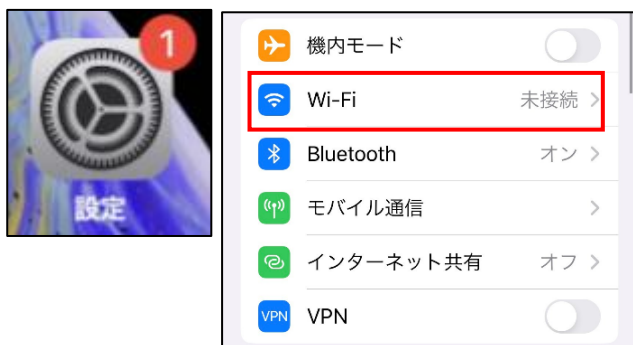 1
設定
機内モード
Wi-Fi 未接続
Bluetooth オン
モバイル通信
インターネット共有 オフ
VPN VPN